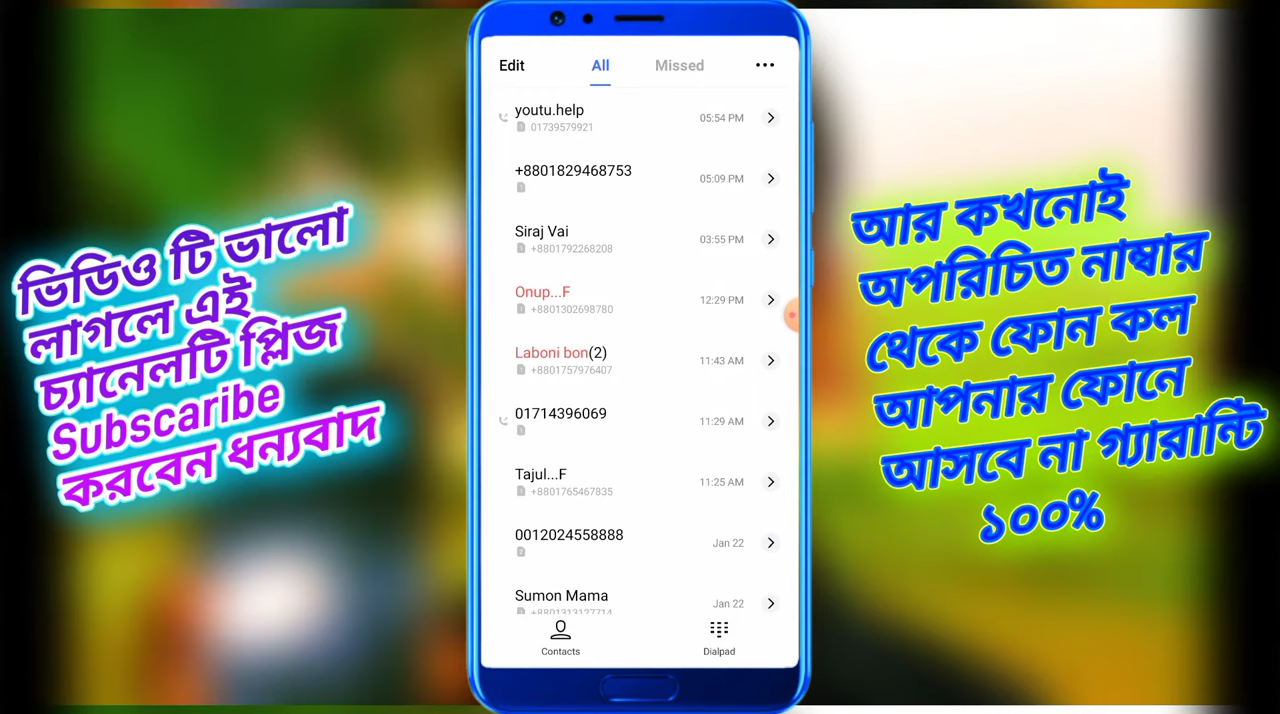 ভিডিও টি ভালো
লাগলে এই
চ্যানেলটি প্লিজ
Subscaribe
করবেন ধন্যবাদ
Edit All Missed
youtu.help
01739579921
05:54 PM
+8801829468753
05:09 PM
Siraj Vai
+8801792268208
03:55 PM
Onup...F
+8801302698780
12:29 PM
Laboni bon(2)
+8801757976407
11:43 AM
01714396069
11:29 AM
Tajul...F
+8801765467835
11:25 AM
0012024558888
Jan 22
Sumon Mama
+8801313127714
Jan 22
Contacts Dialpad
আর কখনোই
অপরিচিত নাম্বার
থেকে ফোন কল
আপনার ফোনে
আসবে না গ্যারান্টি
১০০%